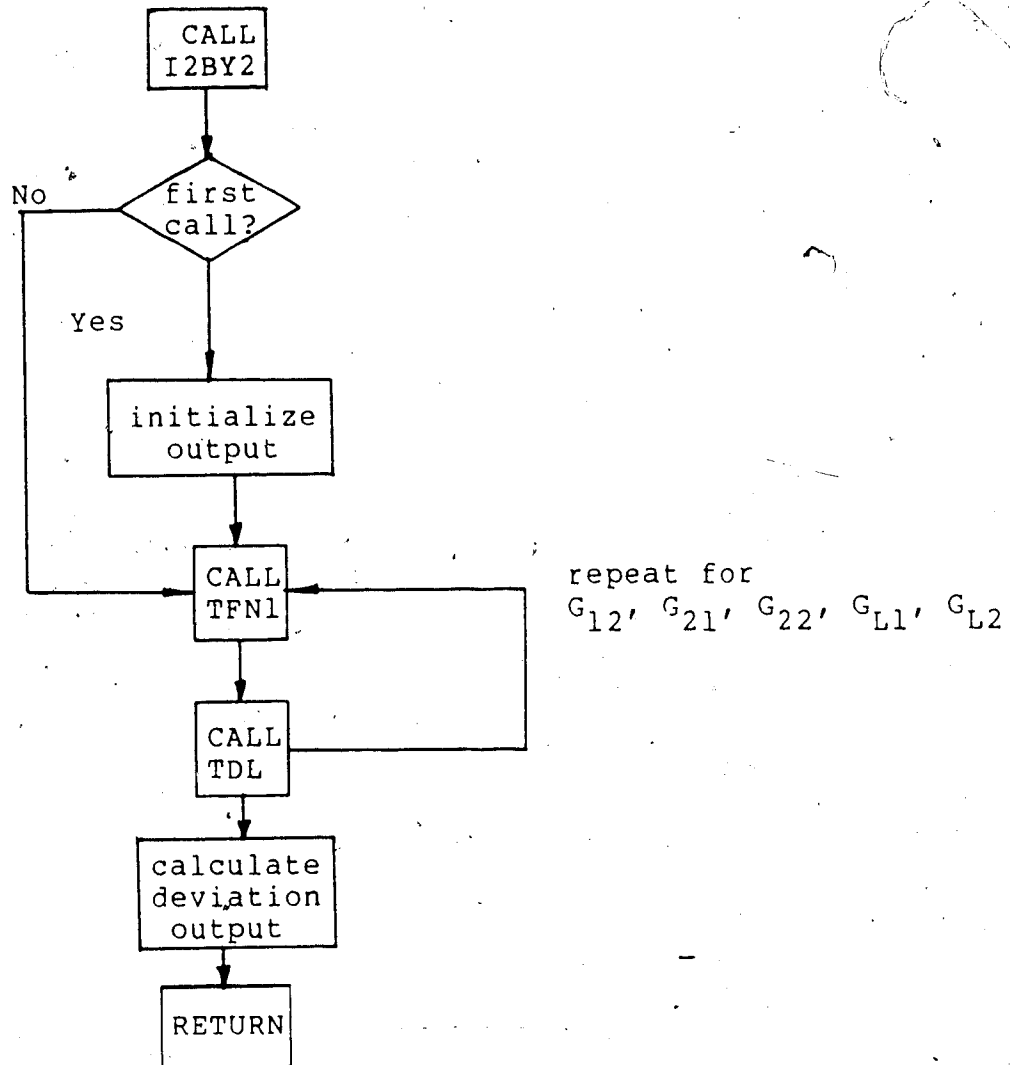 CALL
I2BY2
first
call?
No
Yes
initialize
output
CALL
TFN1
repeat for
G12, G21, G22, GL1, GL2
CALL
TDL
calculate
deviation
output
RETURN